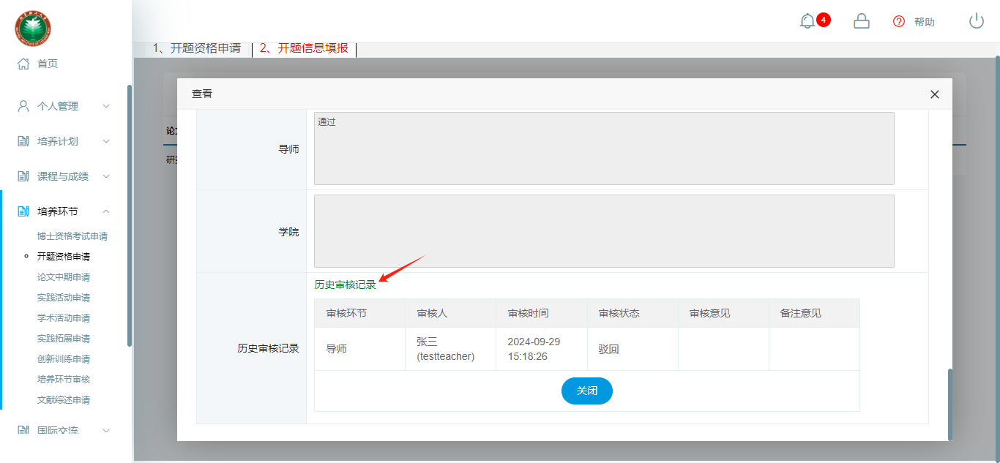 4
帮助
首页
个人管理
培养计划
课程与成绩
培养环节
博士资格考试申请
开题资格申请
论文中期申请
实践活动申请
学术活动申请
实践拓展申请
创新训练申请
培养环节审核
文献综述申请
国际交流
1、开题资格申请
2、开题信息填报
查看
导师
通过
学院
历史审核记录
历史审核记录
审核环节 审核人 审核时间 审核状态 审核意见 备注意见
导师 张三 (testteacher) 2024-09-29 15:18:26 驳回
关闭